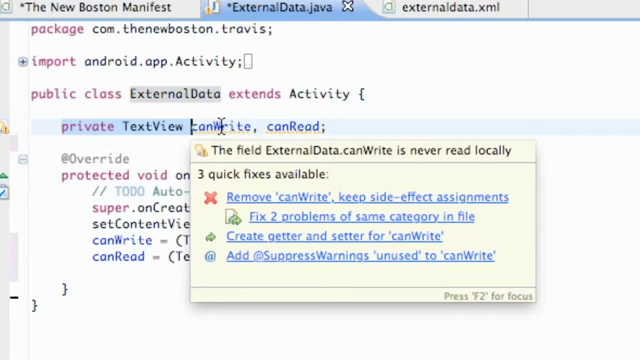 *The New Boston Manifest
*ExternalData.java
externaldata.xml
package com.thenewboston.travis;
import android.app.Activity;
public class ExternalData extends Activity {
private TextView canWrite, canRead;
The field ExternalData.canWrite is never read locally
3 quick fixes available:
@Override
Remove 'canWrite', keep side-effect assignments
protected void on
// TODO Auto-
Fix 2 problems of same category in file
super.onCreat
setContentVie
Create getter and setter for 'canWrite'
canWrite = (T
@ Add @SuppressWarnings 'unused' to 'canWrite'
canRead = (Te
}
Press 'F2' for focus
}